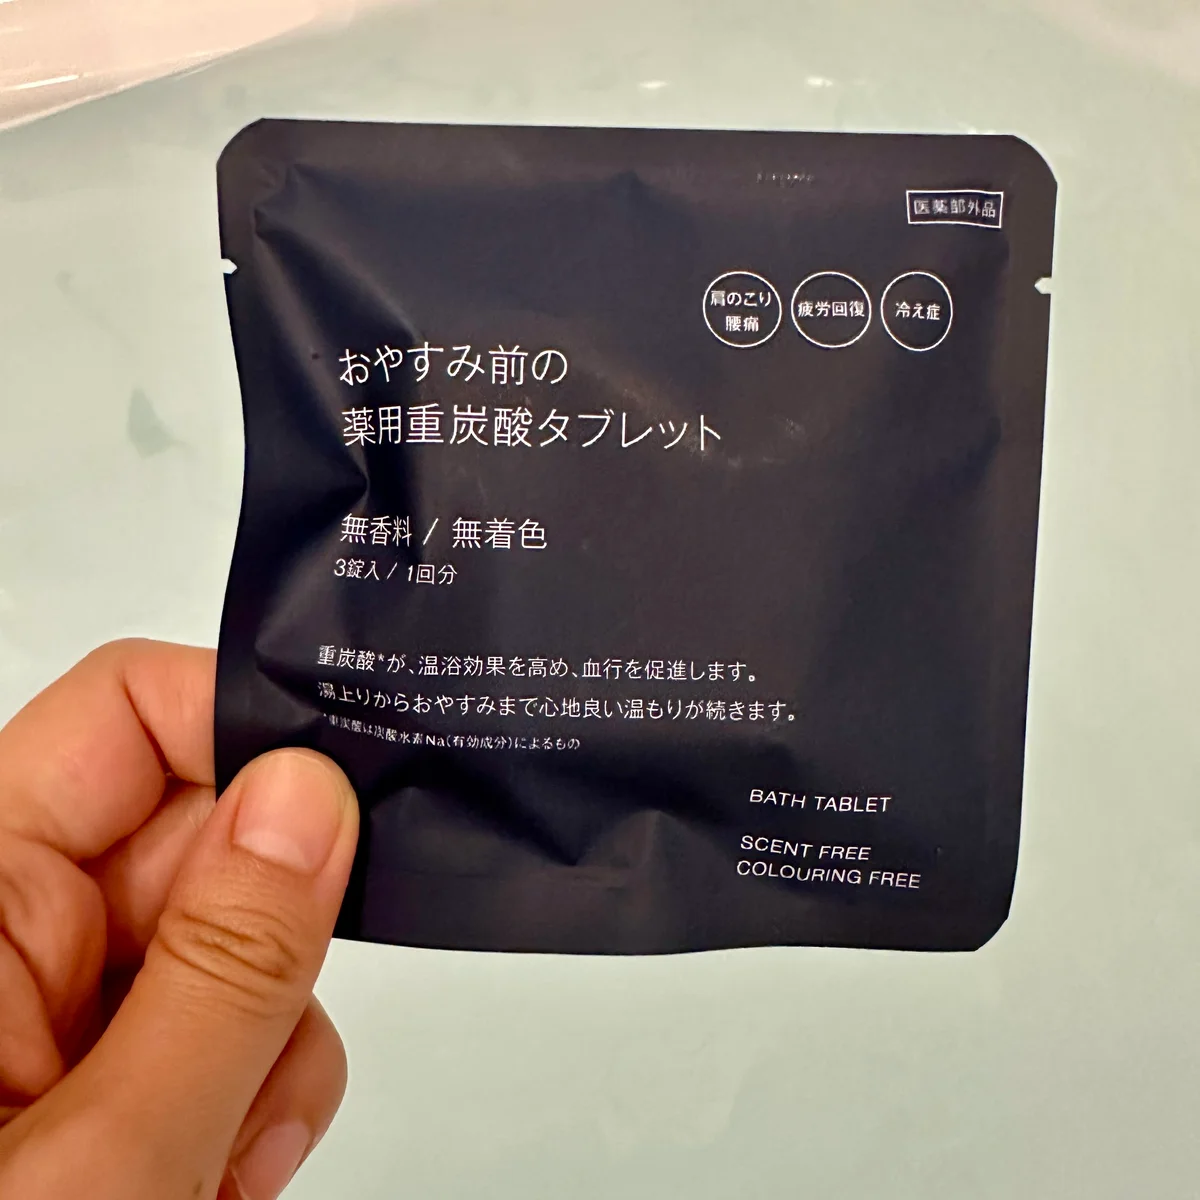 医薬部外品
肩のこり
腰痛
疲労回復
冷え症
おやすみ前の
薬用重炭酸タブレット
無香料 / 無着色
3錠入 / 1回分
重炭酸*が、温浴効果を高め、血行を促進します。
湯上りからおやすみまで心地良い温もりが続きます。
*重炭酸は炭酸水素Na(有効成分)によるもの
BATH TABLET
SCENT FREE
COLOURING FREE